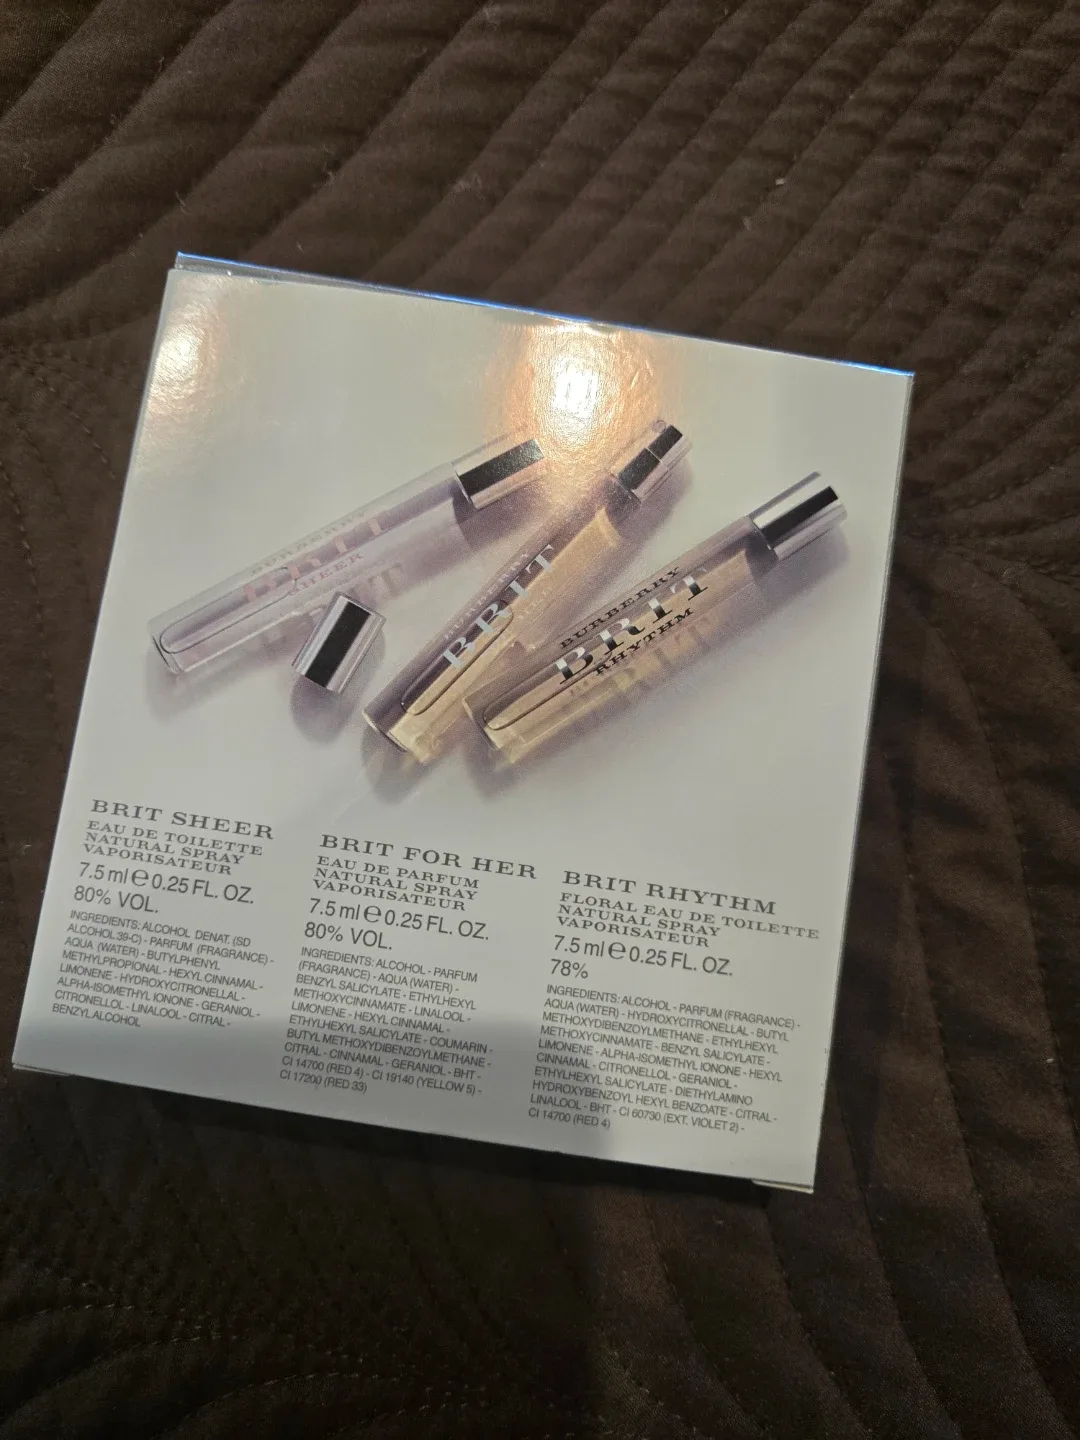 BURBERRY
BRIT
SHEER
BURBERRY
BRIT
BURBERRY
BRIT
RHYTHM
BRIT SHEER
EAU DE TOILETTE
NATURAL SPRAY
VAPORISATEUR
7.5 ml ℮ 0.25 FL. OZ.
80% VOL.
INGREDIENTS: ALCOHOL DENAT. (SD
ALCOHOL 39-C) - PARFUM (FRAGRANCE) -
AQUA (WATER) - BUTYLPHENYL
METHYLPROPIONAL - HEXYL CINNAMAL -
LIMONENE - HYDROXYCITRONELLAL -
ALPHA-ISOMETHYL IONONE - GERANIOL -
CITRONELLOL - LINALOOL - CITRAL -
BENZYL ALCOHOL
BRIT FOR HER
EAU DE PARFUM
NATURAL SPRAY
VAPORISATEUR
7.5 ml ℮ 0.25 FL. OZ.
80% VOL.
INGREDIENTS: ALCOHOL - PARFUM
(FRAGRANCE) - AQUA (WATER) -
BENZYL SALICYLATE - ETHYLHEXYL
METHOXYCINNAMATE - LINALOOL -
LIMONENE - HEXYL CINNAMAL -
ETHYLHEXYL SALICYLATE - COUMARIN -
BUTYL METHOXYDIBENZOYLMETHANE -
CITRAL - CINNAMAL - GERANIOL - BHT -
CI 14700 (RED 4) - CI 19140 (YELLOW 5) -
CI 17200 (RED 33)
BRIT RHYTHM
FLORAL EAU DE TOILETTE
NATURAL SPRAY
VAPORISATEUR
7.5 ml ℮ 0.25 FL. OZ.
78%
INGREDIENTS: ALCOHOL - PARFUM (FRAGRANCE) -
AQUA (WATER) - HYDROXYCITRONELLAL - BUTYL
METHOXYDIBENZOYLMETHANE - ETHYLHEXYL
METHOXYCINNAMATE - BENZYL SALICYLATE -
LIMONENE - ALPHA-ISOMETHYL IONONE - HEXYL
CINNAMAL - CITRONELLOL - GERANIOL -
ETHYLHEXYL SALICYLATE - DIETHYLAMINO
HYDROXYBENZOYL HEXYL BENZOATE - CITRAL -
LINALOOL - BHT - CI 60730 (EXT. VIOLET 2) -
CI 14700 (RED 4)